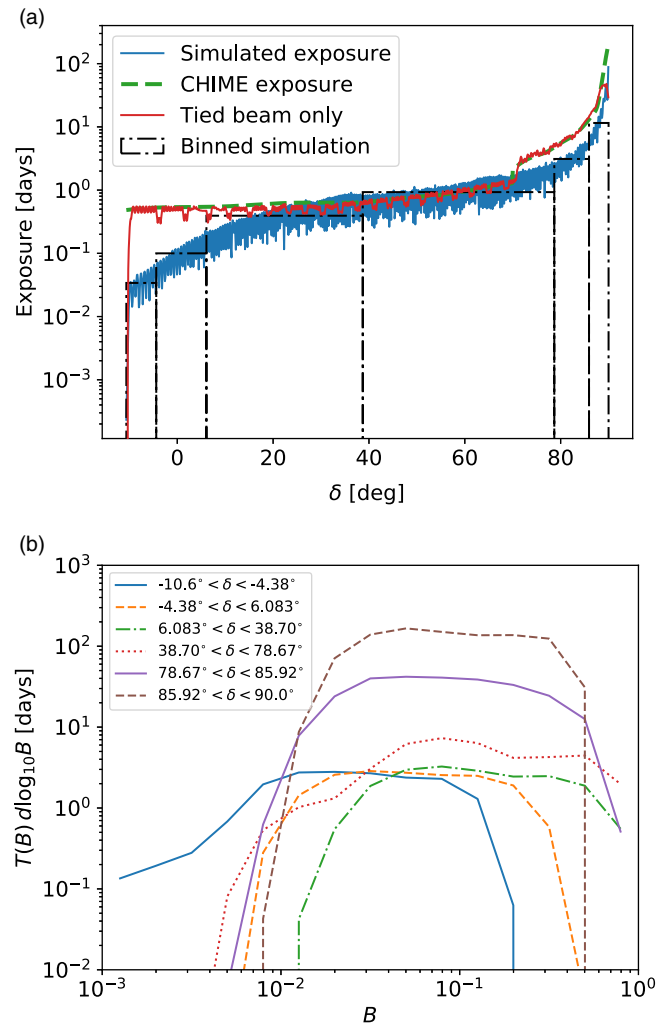 (a)
Simulated exposure
CHIME exposure
Tied beam only
Binned simulation
Exposure [days]
10²
10¹
10⁰
10⁻¹
10⁻²
10⁻³
0
20
40
60
80
δ [deg]
(b)
-10.6° < δ < -4.38°
-4.38° < δ < 6.083°
6.083° < δ < 38.70°
38.70° < δ < 78.67°
78.67° < δ < 85.92°
85.92° < δ < 90.0°
T(B) dlog₁₀B [days]
10³
10²
10¹
10⁰
10⁻¹
10⁻²
10⁻³
10⁻²
10⁻¹
10⁰
B